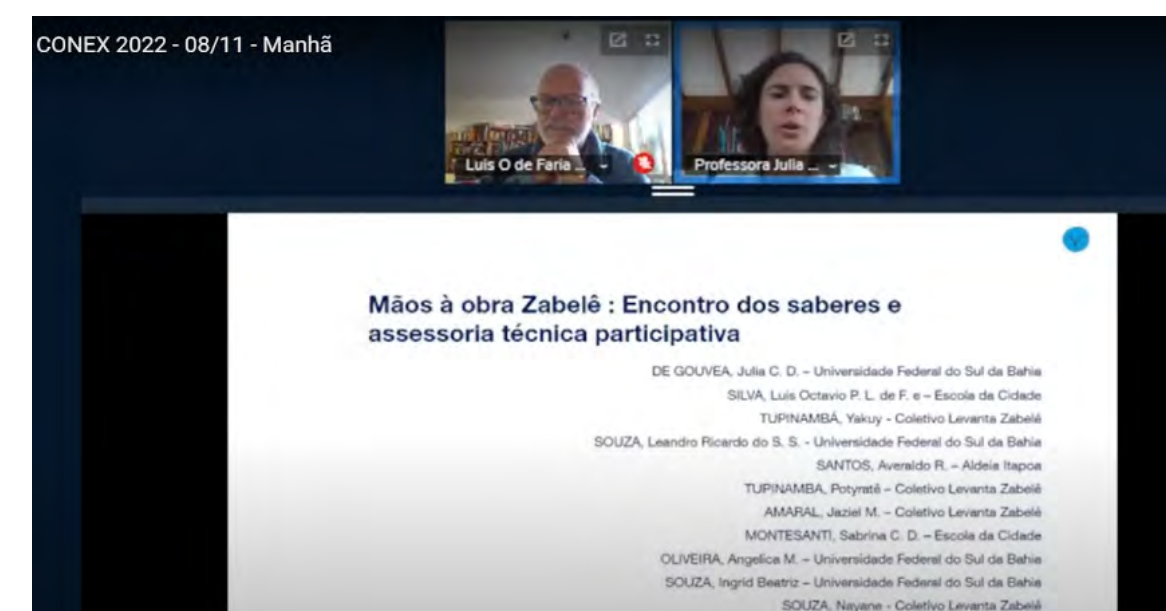 CONEX 2022 - 08/11 - Manhã
Luis O de Faria ...
Professora Julia ...
Mãos à obra Zabelê : Encontro dos saberes e
assessoria técnica participativa
DE GOUVEA, Julia C. D. – Universidade Federal do Sul da Bahia
SILVA, Luis Octavio P. L. de F. e – Escola da Cidade
TUPINAMBÁ, Yakuy - Coletivo Levanta Zabelê
SOUZA, Leandro Ricardo do S. S. - Universidade Federal do Sul da Bahia
SANTOS, Averaldo R. – Aldeia Itapoa
TUPINAMBA, Potyratê – Coletivo Levanta Zabelê
AMARAL, Jaziel M. – Coletivo Levanta Zabelê
MONTESANTI, Sabrina C. D. – Escola da Cidade
OLIVEIRA, Angelica M. – Universidade Federal do Sul da Bahia
SOUZA, Ingrid Beatriz – Universidade Federal do Sul da Bahia
SOUZA, Nayane - Coletivo Levanta Zabelê